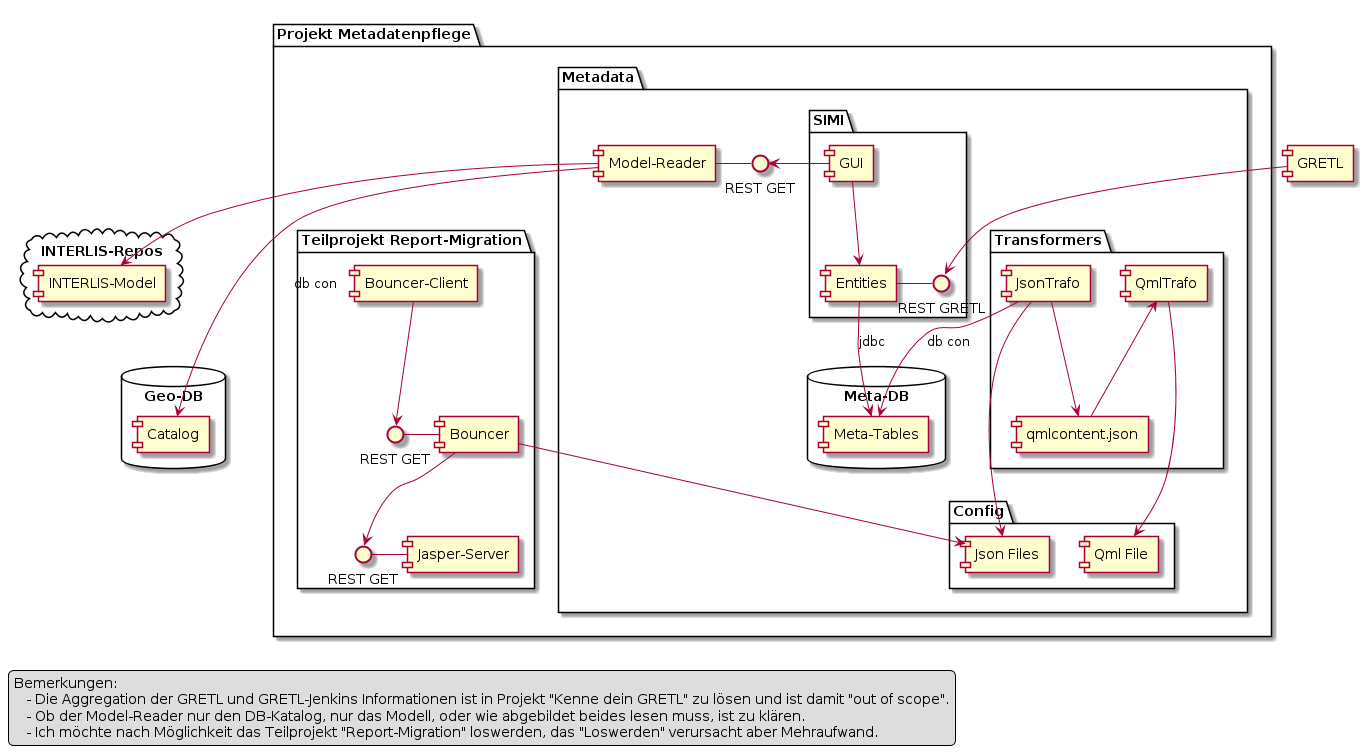 Projekt Metadatenpflege
Metadata
SIMI
Model-Reader
REST GET
GUI
GRETL
INTERLIS-Repos
INTERLIS-Model
Teilprojekt Report-Migration
db con
Bouncer-Client
Entities
REST GRETL
Transformers
JsonTrafo
QmlTrafo
jdbc
db con
Geo-DB
Catalog
REST GET
Bouncer
Meta-DB
Meta-Tables
qmlcontent.json
Config
REST GET
Jasper-Server
Json Files
Qml File
Bemerkungen:
- Die Aggregation der GRETL und GRETL-Jenkins Informationen ist in Projekt "Kenne dein GRETL" zu lösen und ist damit "out of scope".
- Ob der Model-Reader nur den DB-Katalog, nur das Modell, oder wie abgebildet beides lesen muss, ist zu klären.
- Ich möchte nach Möglichkeit das Teilprojekt "Report-Migration" loswerden, das "Loswerden" verursacht aber Mehraufwand.